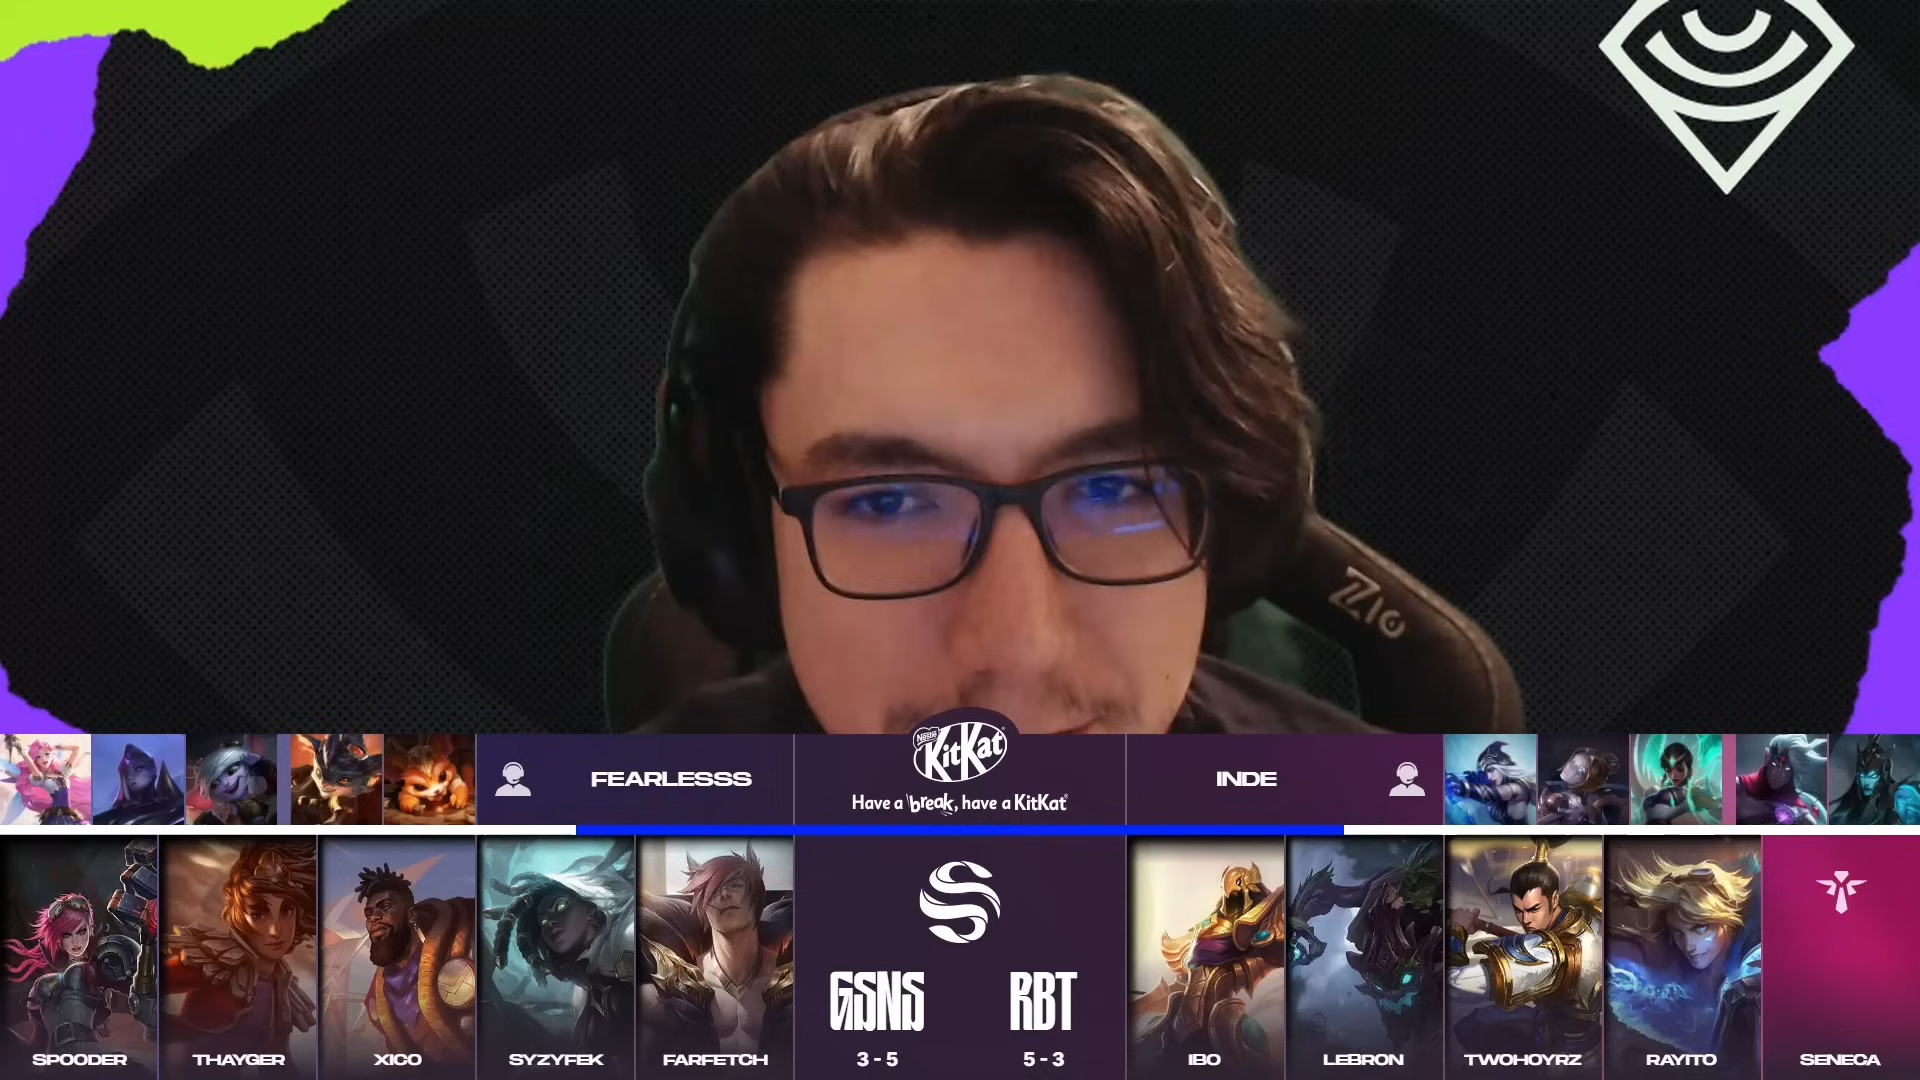 ZZIO
FEARLESSS
Nestlé
KitKat
Have a break, have a KitKat
INDE
SPOODER
THAYGER
XICO
SYZYFEK
FARFETCH
GSNS
RBT
3 - 5
5 - 3
IBO
LEBRON
TWOHOYRZ
RAYITO
SENECA